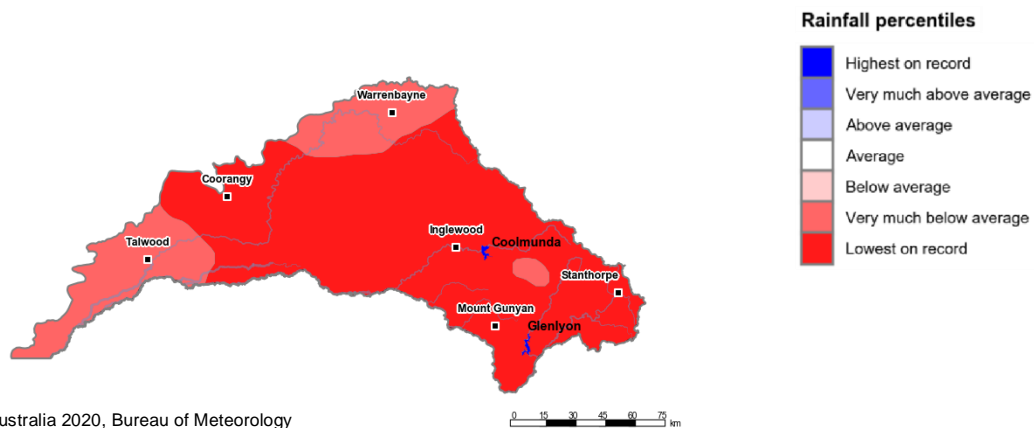 Rainfall percentiles
Highest on record
Very much above average
Above average
Average
Below average
Very much below average
Lowest on record
Warrenbayne
Coorangy
Talwood
Inglewood
Coolmunda
Stanthorpe
Mount Gunyan
Glenlyon
ustralia 2020, Bureau of Meteorology
0 15 30 45 60 75
km